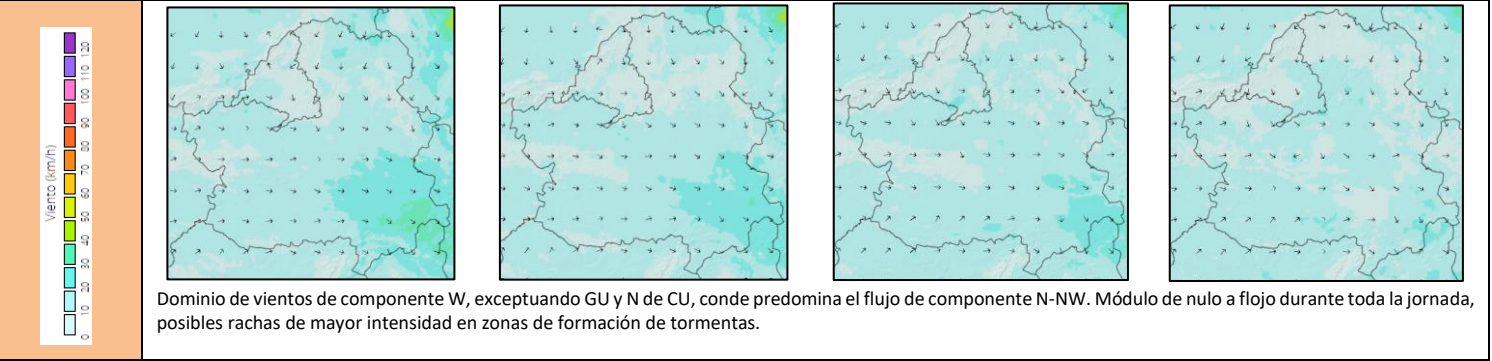 Viento (km/h)
0 10 20 30 40 50 60 70 80 90 100 110 120
Dominio de vientos de componente W, exceptuando GU y N de CU, conde predomina el flujo de componente N-NW. Módulo de nulo a flojo durante toda la jornada,
posibles rachas de mayor intensidad en zonas de formación de tormentas.